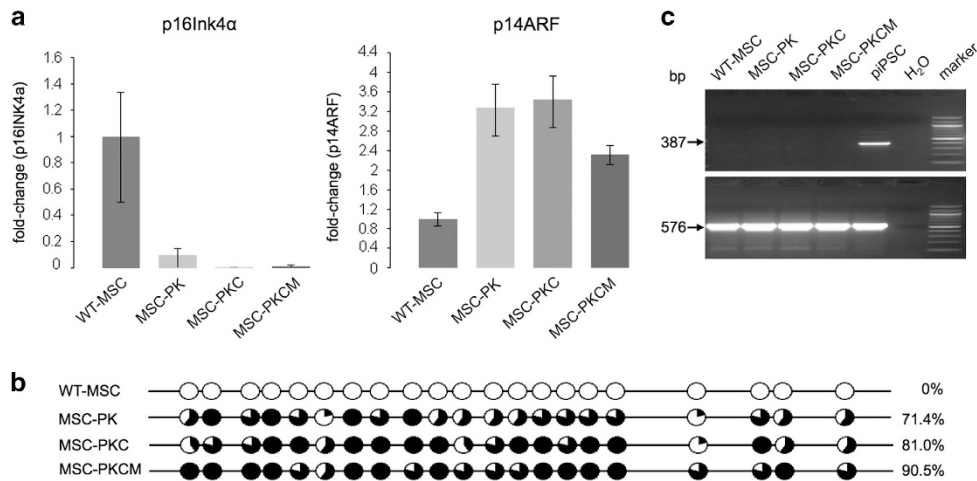 a
p16Ink4α
fold-change (p16INK4a)
1.6
1.4
1.2
1
0.8
0.6
0.4
0.2
0
WT-MSC
MSC-PK
MSC-PKC
MSC-PKCM
p14ARF
fold-change (p14ARF)
4.4
4
3.6
3.2
2.8
2.4
2
1.6
1.2
0.8
0.4
0
WT-MSC
MSC-PK
MSC-PKC
MSC-PKCM
c
bp
WT-MSC
MSC-PK
MSC-PKC
MSC-PKCM
piPSC
H₂O
marker
387
576
b
WT-MSC 0%
MSC-PK 71.4%
MSC-PKC 81.0%
MSC-PKCM 90.5%